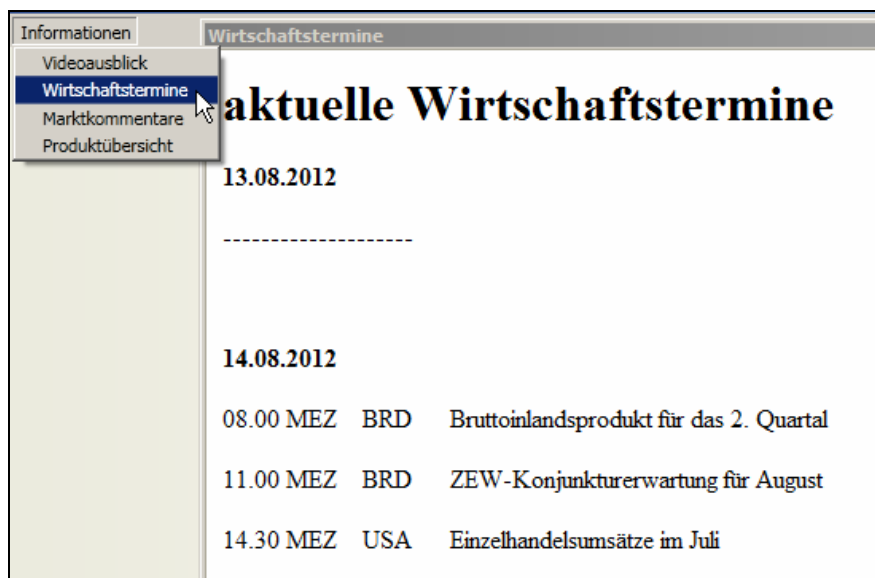 Informationen
Videoausblick
Wirtschaftstermine
Marktkommentare
Produktübersicht
Wirtschaftstermine
aktuelle Wirtschaftstermine
13.08.2012
--------------------
14.08.2012
08.00 MEZ BRD Bruttoinlandsprodukt für das 2. Quartal
11.00 MEZ BRD ZEW-Konjunkturerwartung für August
14.30 MEZ USA Einzelhandelsumsätze im Juli